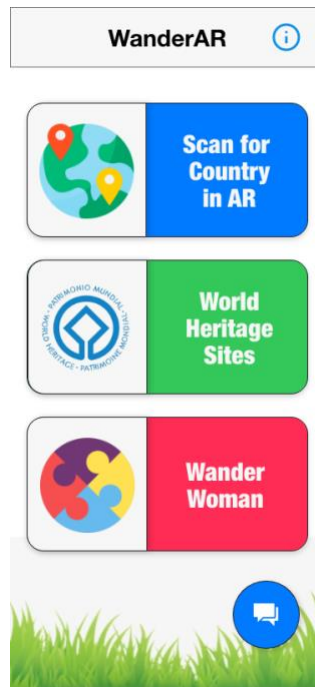 WanderAR
Scan for
Country
in AR
WORLD HERITAGE · PATRIMONIO MUNDIAL · PATRIMOINE MONDIAL ·
World
Heritage
Sites
Wander
Woman